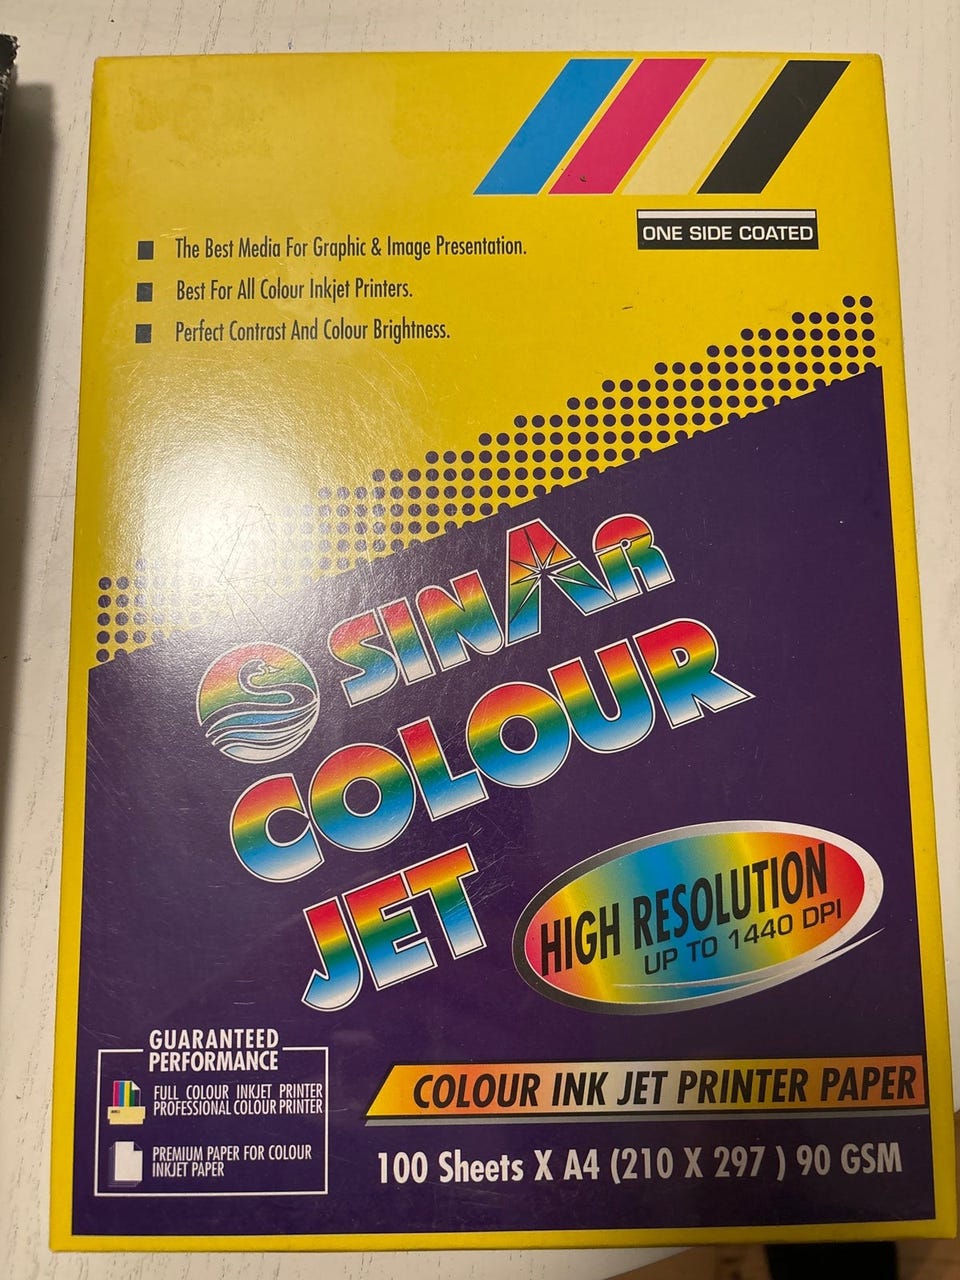 ONE SIDE COATED
The Best Media For Graphic & Image Presentation.
Best For All Colour Inkjet Printers.
Perfect Contrast And Colour Brightness.
SINAR
COLOUR
JET
HIGH RESOLUTION
UP TO 1440 DPI
GUARANTEED
PERFORMANCE
FULL COLOUR INKJET PRINTER
PROFESSIONAL COLOUR PRINTER
PREMIUM PAPER FOR COLOUR
INKJET PAPER
COLOUR INK JET PRINTER PAPER
100 Sheets X A4 (210 X 297 ) 90 GSM